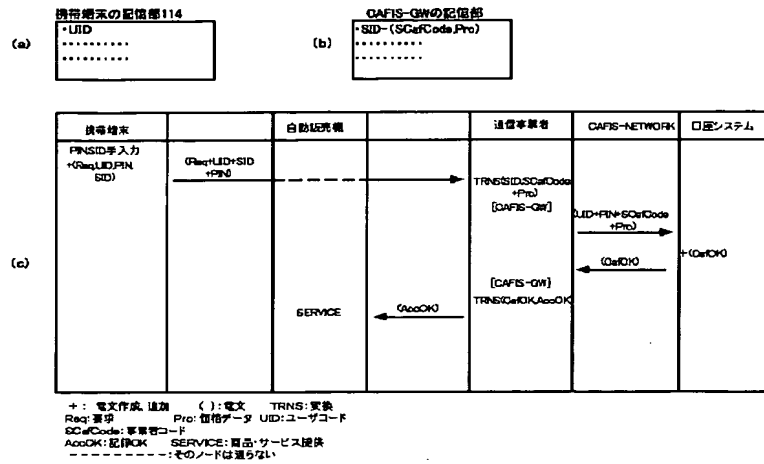 携帯端末の記憶部114
CAFIS-GWの記憶部
(a)
・UID
(b)
・SID-(SCafCode,Pro)
携帯端末
自動販売機
通信事業者
CAFIS-NETWORK
口座システム
(c)
PINSID手入力
+(Req,UID,PIN,
SID)
(Req+UID+SID
+PIN)
TRNS(SID,SCafCode
+Pro)
[CAFIS-GW]
(UID+PIN+SCafCode
+Pro)
+(CafOK)
(CafOK)
[CAFIS-GW]
TRNS(CafOK,AccOK
SERVICE
(AccOK)
+: 電文作成、追加 ( ):電文 TRNS:変換
Req:要求 Pro:価格データ UID:ユーザコード
SCafCode:事業者コード
AccOK:記録OK SERVICE:商品・サービス提供
----------:そのノードは通らない